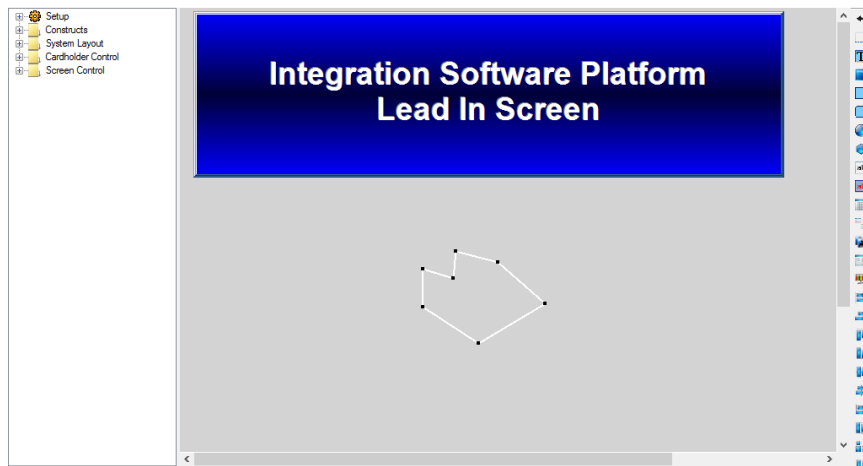 Setup
Constructs
System Layout
Cardholder Control
Screen Control
Integration Software Platform
Lead In Screen